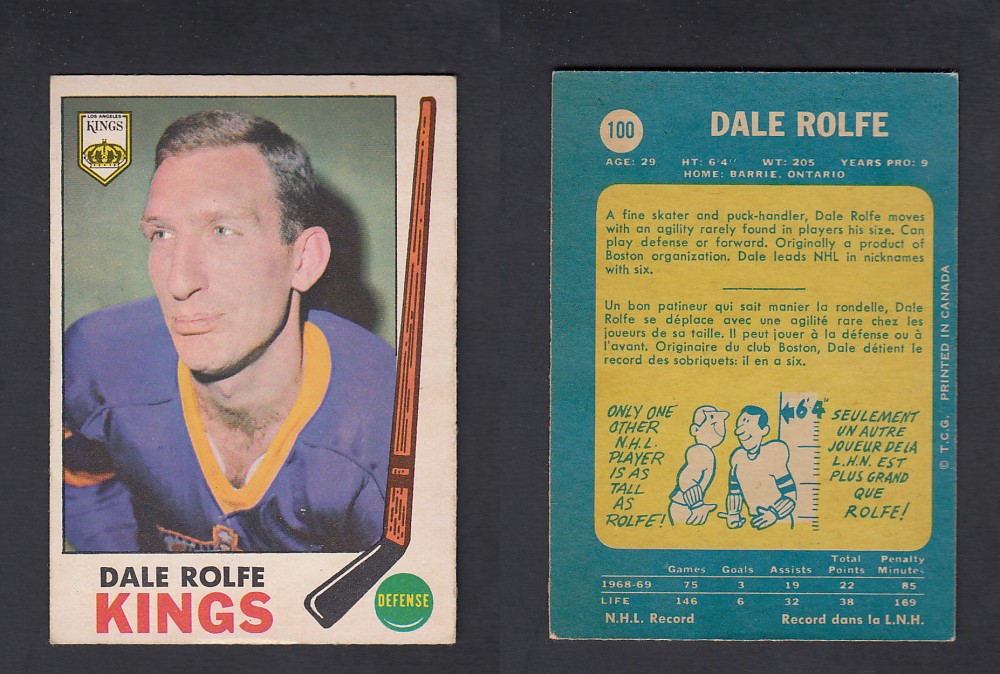 LOS ANGELES
KINGS
DALE ROLFE
KINGS
DEFENSE
100
DALE ROLFE
AGE: 29 HT: 6'4'' WT: 205 YEARS PRO: 9
HOME: BARRIE, ONTARIO
A fine skater and puck-handler, Dale Rolfe moves
with an agility rarely found in players his size. Can
play defense or forward. Originally a product of
Boston organization. Dale leads NHL in nicknames
with six.
Un bon patineur qui sait manier la rondelle, Dale
Rolfe se déplace avec une agilité rare chez les
joueurs de sa taille. Il peut jouer à la défense ou à
l'avant. Originaire du club Boston, Dale détient le
record des sobriquets: il en a six.
ONLY ONE
OTHER
N.H.L.
PLAYER
IS AS
TALL
AS
ROLFE!
6'4"
SEULEMENT
UN AUTRE
JOUEUR DE LA
L.H.N. EST
PLUS GRAND
QUE
ROLFE!
Total Penalty
Games Goals Assists Points Minutes
1968-69 75 3 19 22 85
LIFE 146 6 32 38 169
N.H.L. Record Record dans la L.N.H.
© T.C.G. PRINTED IN CANADA